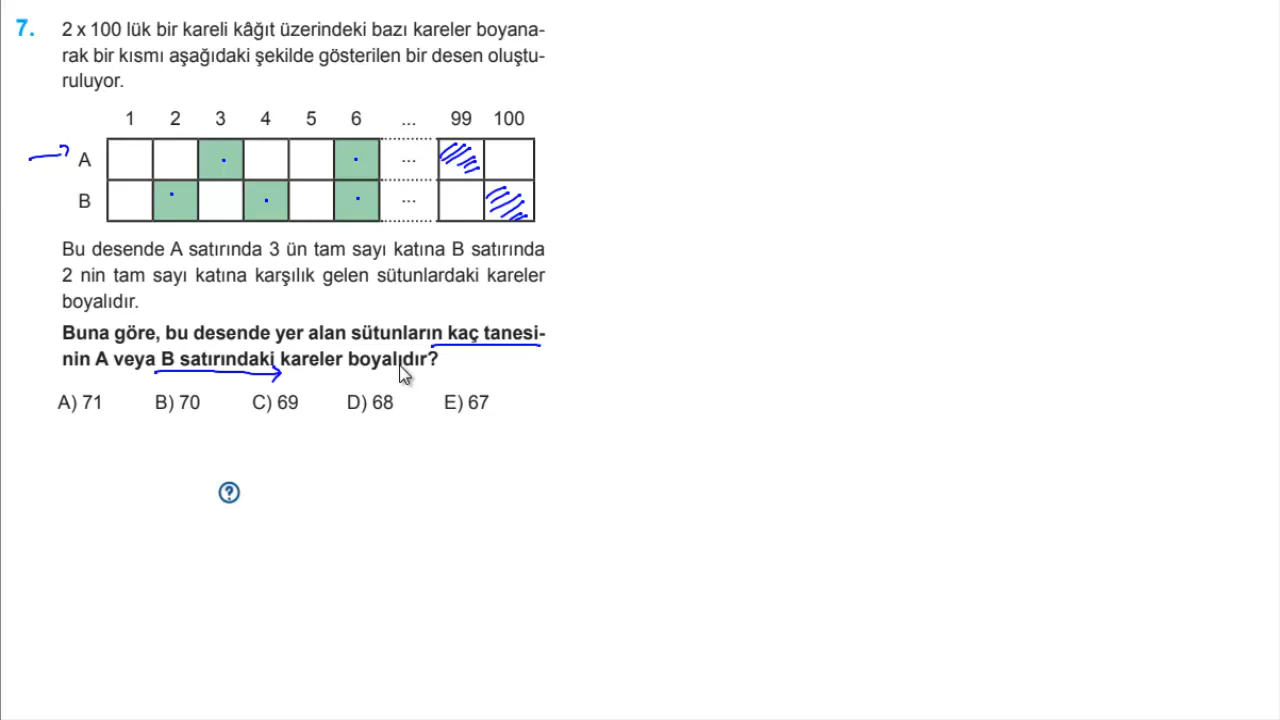 7. 2 x 100 lük bir kareli kâğıt üzerindeki bazı kareler boyana-
rak bir kısmı aşağıdaki şekilde gösterilen bir desen oluştu-
ruluyor.
1 2 3 4 5 6 ... 99 100
A ...
B ...
Bu desende A satırında 3 ün tam sayı katına B satırında
2 nin tam sayı katına karşılık gelen sütunlardaki kareler
boyalıdır.
Buna göre, bu desende yer alan sütunların kaç tanesi-
nin A veya B satırındaki kareler boyalıdır?
A) 71 B) 70 C) 69 D) 68 E) 67
?